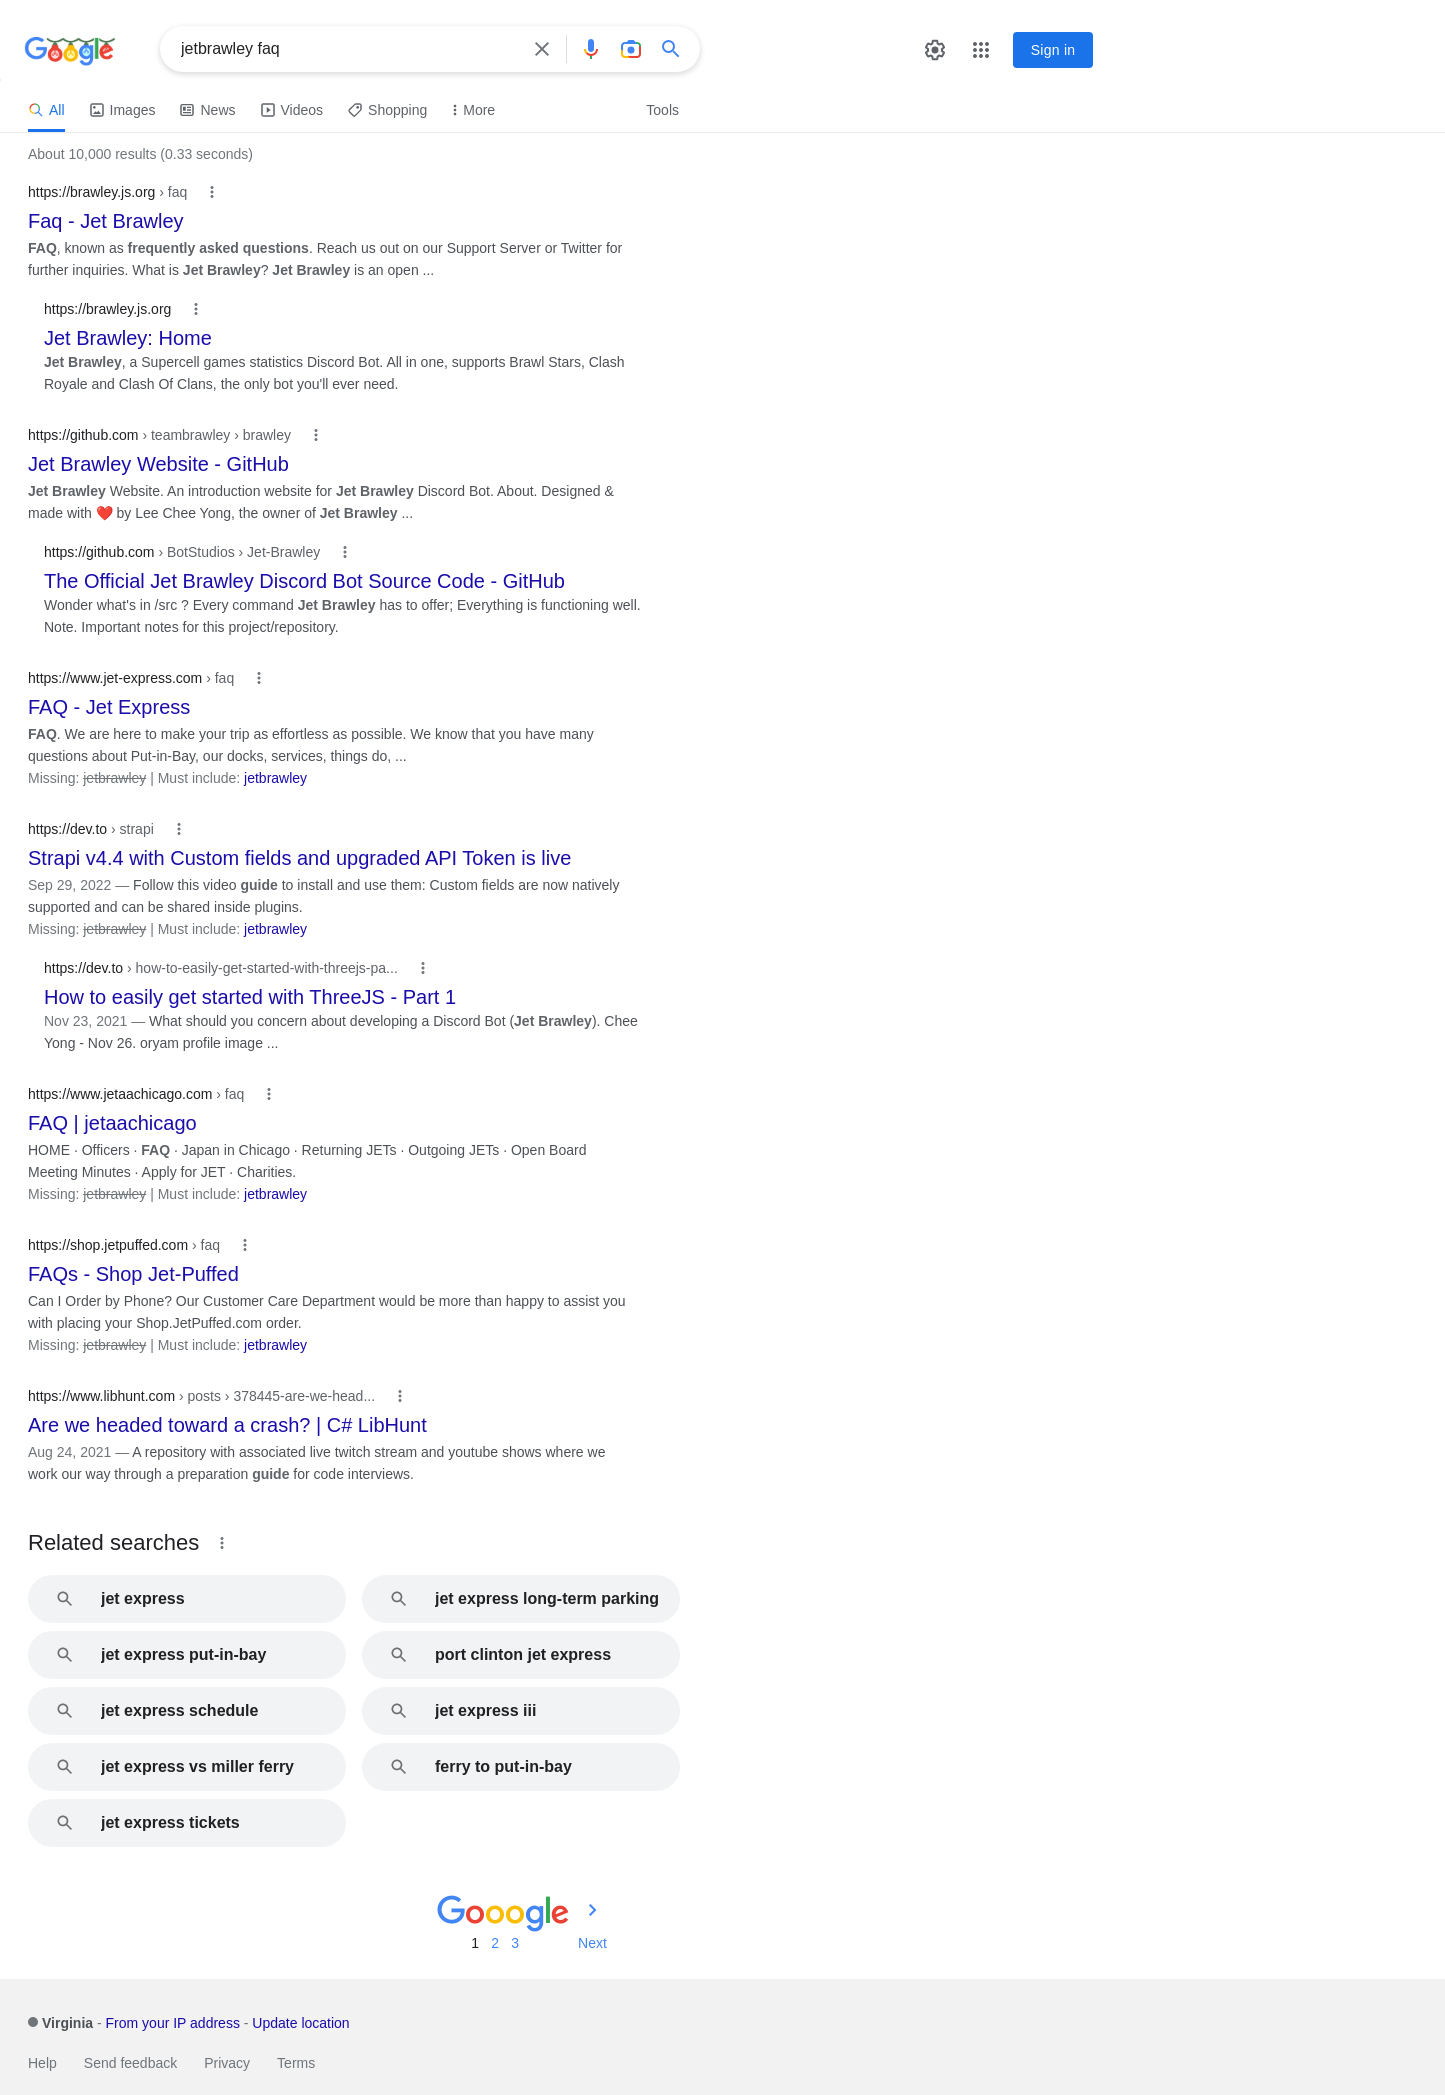 Google
jetbrawley faq
Sign in
All Images News Videos Shopping More Tools
About 10,000 results (0.33 seconds)
https://brawley.js.org › faq
Faq - Jet Brawley
FAQ, known as frequently asked questions. Reach us out on our Support Server or Twitter for
further inquiries. What is Jet Brawley? Jet Brawley is an open ...
https://brawley.js.org
Jet Brawley: Home
Jet Brawley, a Supercell games statistics Discord Bot. All in one, supports Brawl Stars, Clash
Royale and Clash Of Clans, the only bot you'll ever need.
https://github.com › teambrawley › brawley
Jet Brawley Website - GitHub
Jet Brawley Website. An introduction website for Jet Brawley Discord Bot. About. Designed &
made with ❤️ by Lee Chee Yong, the owner of Jet Brawley ...
https://github.com › BotStudios › Jet-Brawley
The Official Jet Brawley Discord Bot Source Code - GitHub
Wonder what's in /src ? Every command Jet Brawley has to offer; Everything is functioning well.
Note. Important notes for this project/repository.
https://www.jet-express.com › faq
FAQ - Jet Express
FAQ. We are here to make your trip as effortless as possible. We know that you have many
questions about Put-in-Bay, our docks, services, things do, ...
Missing: jetbrawley | Must include: jetbrawley
https://dev.to › strapi
Strapi v4.4 with Custom fields and upgraded API Token is live
Sep 29, 2022 — Follow this video guide to install and use them: Custom fields are now natively
supported and can be shared inside plugins.
Missing: jetbrawley | Must include: jetbrawley
https://dev.to › how-to-easily-get-started-with-threejs-pa...
How to easily get started with ThreeJS - Part 1
Nov 23, 2021 — What should you concern about developing a Discord Bot (Jet Brawley). Chee
Yong - Nov 26. oryam profile image ...
https://www.jetaachicago.com › faq
FAQ | jetaachicago
HOME · Officers · FAQ · Japan in Chicago · Returning JETs · Outgoing JETs · Open Board
Meeting Minutes · Apply for JET · Charities.
Missing: jetbrawley | Must include: jetbrawley
https://shop.jetpuffed.com › faq
FAQs - Shop Jet-Puffed
Can I Order by Phone? Our Customer Care Department would be more than happy to assist you
with placing your Shop.JetPuffed.com order.
Missing: jetbrawley | Must include: jetbrawley
https://www.libhunt.com › posts › 378445-are-we-head...
Are we headed toward a crash? | C# LibHunt
Aug 24, 2021 — A repository with associated live twitch stream and youtube shows where we
work our way through a preparation guide for code interviews.
Related searches
jet express
jet express long-term parking
jet express put-in-bay
port clinton jet express
jet express schedule
jet express iii
jet express vs miller ferry
ferry to put-in-bay
jet express tickets
Gooogle
1 2 3 Next
Virginia - From your IP address - Update location
Help Send feedback Privacy Terms